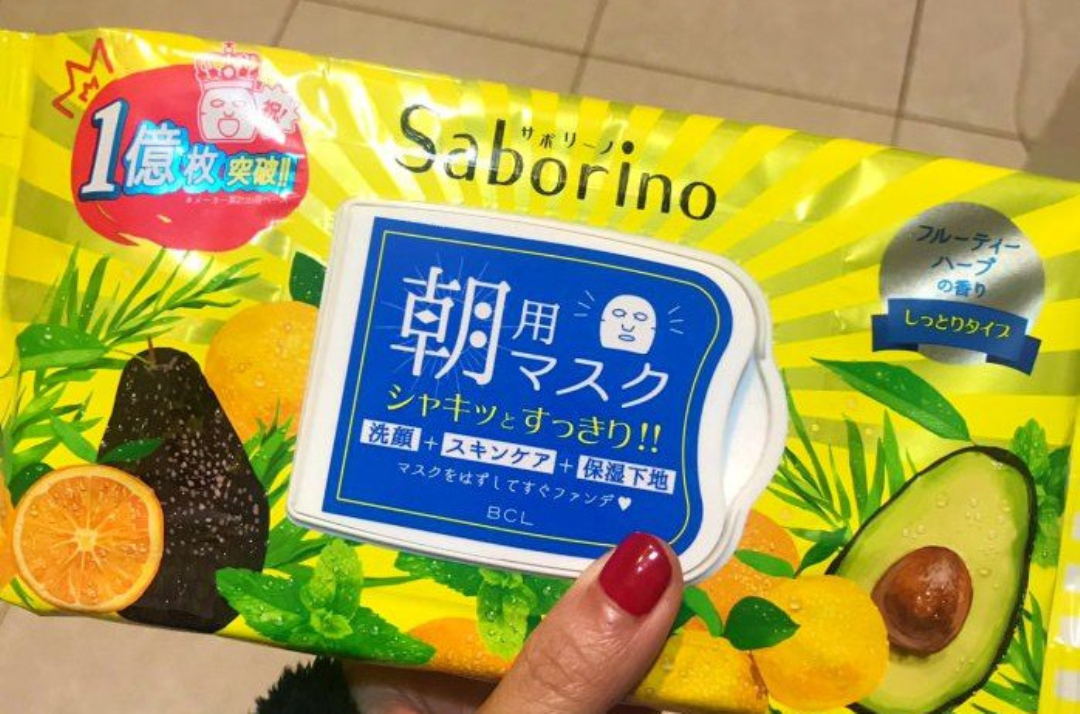 祝!
1億枚突破!!
サボリーノ
Saborino
フルーティー
ハーブ
の香り
しっとりタイプ
朝用マスク
シャキッとすっきり!!
洗顔+スキンケア+保湿下地
マスクをはずしてすぐファンデ♥
BCL